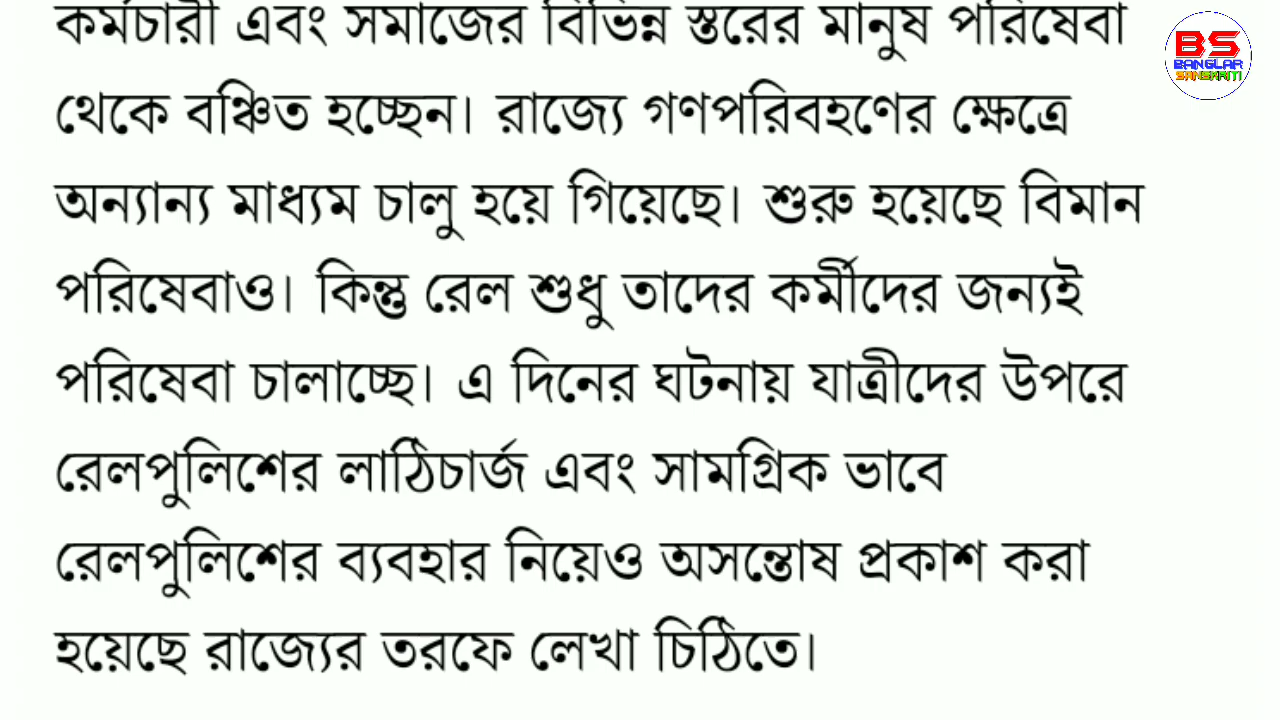 কর্মচারী এবং সমাজের বিভিন্ন স্তরের মানুষ পরিষেবা
থেকে বঞ্চিত হচ্ছেন। রাজ্যে গণপরিবহণের ক্ষেত্রে
অন্যান্য মাধ্যম চালু হয়ে গিয়েছে। শুরু হয়েছে বিমান
পরিষেবাও। কিন্তু রেল শুধু তাদের কর্মীদের জন্যই
পরিষেবা চালাচ্ছে। এ দিনের ঘটনায় যাত্রীদের উপরে
রেলপুলিশের লাঠিচার্জ এবং সামগ্রিক ভাবে
রেলপুলিশের ব্যবহার নিয়েও অসন্তোষ প্রকাশ করা
হয়েছে রাজ্যের তরফে লেখা চিঠিতে।
BS
BANGLAR
SANSKRITI